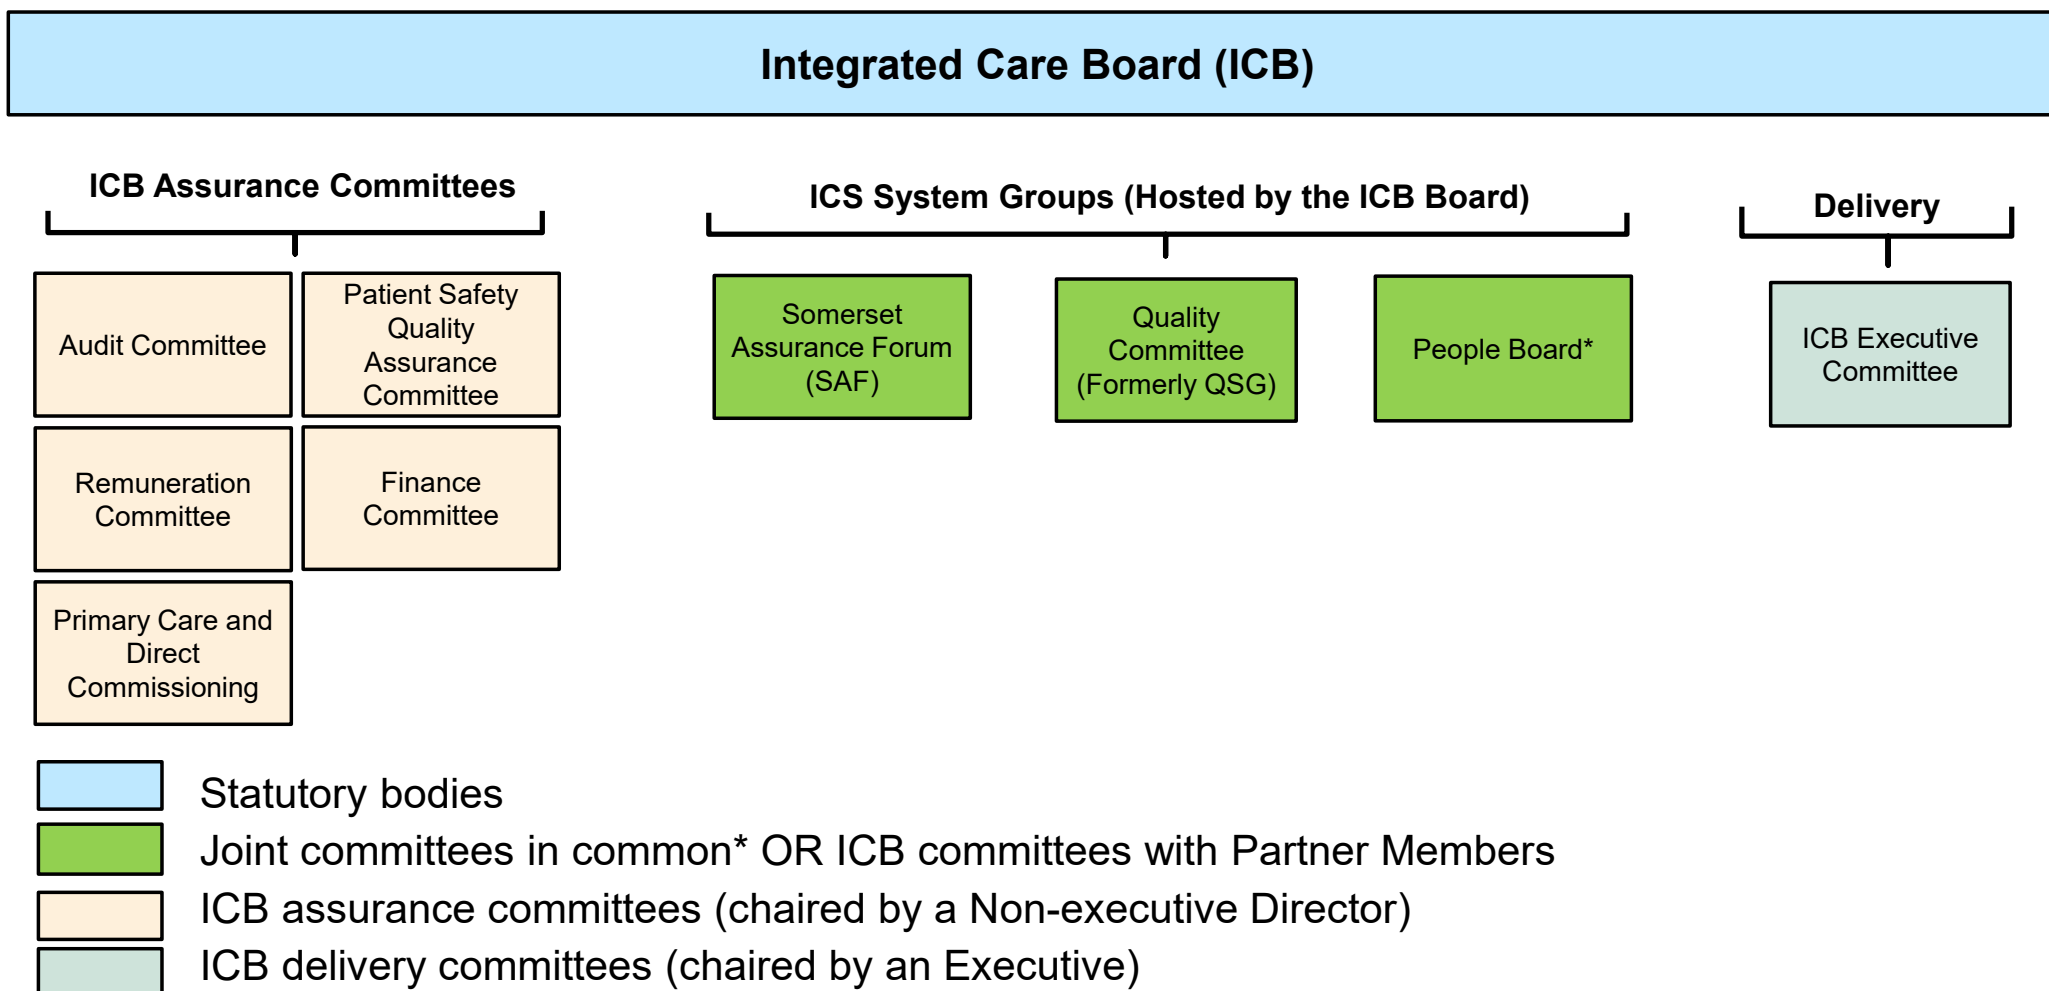 Integrated Care Board (ICB)
ICB Assurance Committees
Audit Committee
Patient Safety
Quality
Assurance
Committee
Remuneration
Committee
Finance
Committee
Primary Care and
Direct
Commissioning
ICS System Groups (Hosted by the ICB Board)
Somerset
Assurance Forum
(SAF)
Quality
Committee
(Formerly QSG)
People Board*
Delivery
ICB Executive
Committee
Statutory bodies
Joint committees in common* OR ICB committees with Partner Members
ICB assurance committees (chaired by a Non-executive Director)
ICB delivery committees (chaired by an Executive)